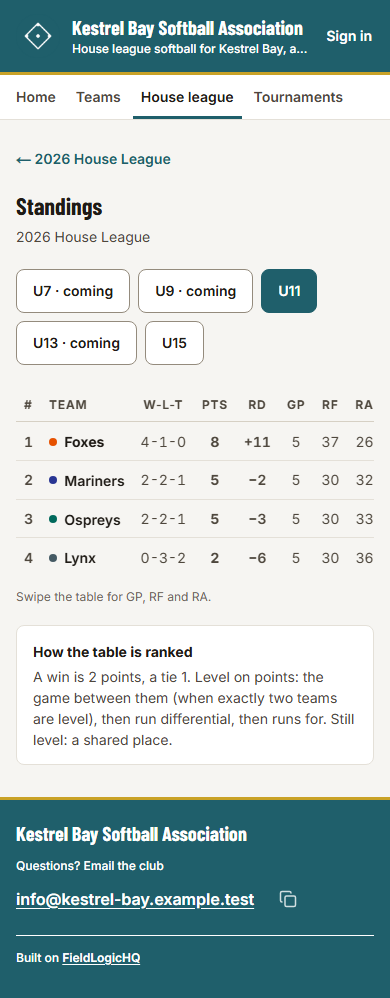 Kestrel Bay Softball Association
House league softball for Kestrel Bay, a...
Sign in
Home Teams House league Tournaments
← 2026 House League
Standings
2026 House League
U7 · coming U9 · coming U11
U13 · coming U15
# TEAM W-L-T PTS RD GP RF RA
1 Foxes 4-1-0 8 +11 5 37 26
2 Mariners 2-2-1 5 −2 5 30 32
3 Ospreys 2-2-1 5 −3 5 30 33
4 Lynx 0-3-2 2 −6 5 30 36
Swipe the table for GP, RF and RA.
How the table is ranked
A win is 2 points, a tie 1. Level on points: the
game between them (when exactly two teams
are level), then run differential, then runs for. Still
level: a shared place.
Kestrel Bay Softball Association
Questions? Email the club
info@kestrel-bay.example.test
Built on FieldLogicHQ